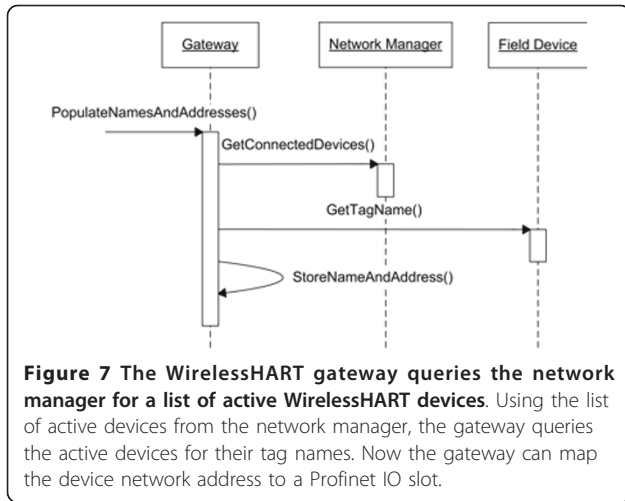 Gateway
Network Manager
Field Device
PopulateNamesAndAddresses()
GetConnectedDevices()
GetTagName()
StoreNameAndAddress()
Figure 7 The WirelessHART gateway queries the network
manager for a list of active WirelessHART devices. Using the list
of active devices from the network manager, the gateway queries
the active devices for their tag names. Now the gateway can map
the device network address to a Profinet IO slot.